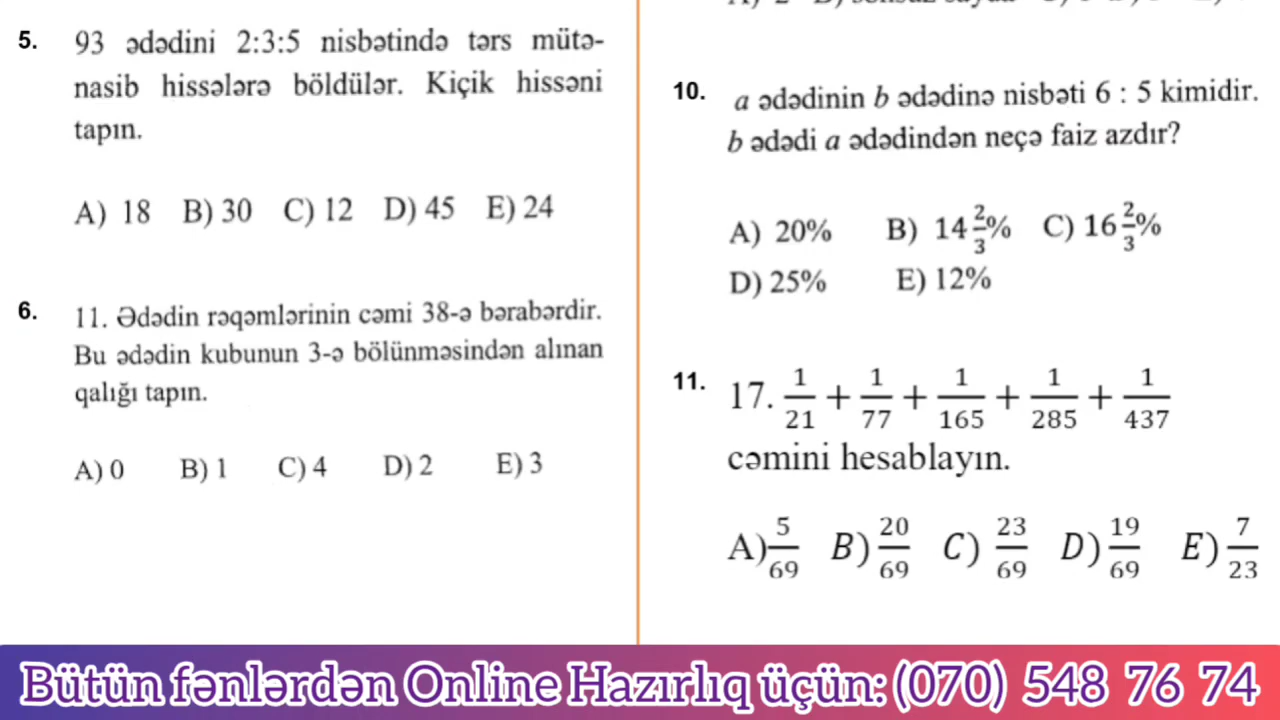 5. 93 ədədini 2:3:5 nisbətində tərs mütə-
nasib hissələrə böldülər. Kiçik hissəni
tapın.
A) 18 B) 30 C) 12 D) 45 E) 24
6. 11. Ədədin rəqəmlərinin cəmi 38-ə bərabərdir.
Bu ədədin kubunun 3-ə bölünməsindən alınan
qalığı tapın.
A) 0 B) 1 C) 4 D) 2 E) 3
10. a ədədinin b ədədinə nisbəti 6 : 5 kimidir.
b ədədi a ədədindən neçə faiz azdır?
A) 20% B) 14 2/3% C) 16 2/3%
D) 25% E) 12%
11. 17. 1/21 + 1/77 + 1/165 + 1/285 + 1/437
cəmini hesablayın.
A) 5/69 B) 20/69 C) 23/69 D) 19/69 E) 7/23
Bütün fənlərdən Online Hazırlıq üçün: (070) 548 76 74